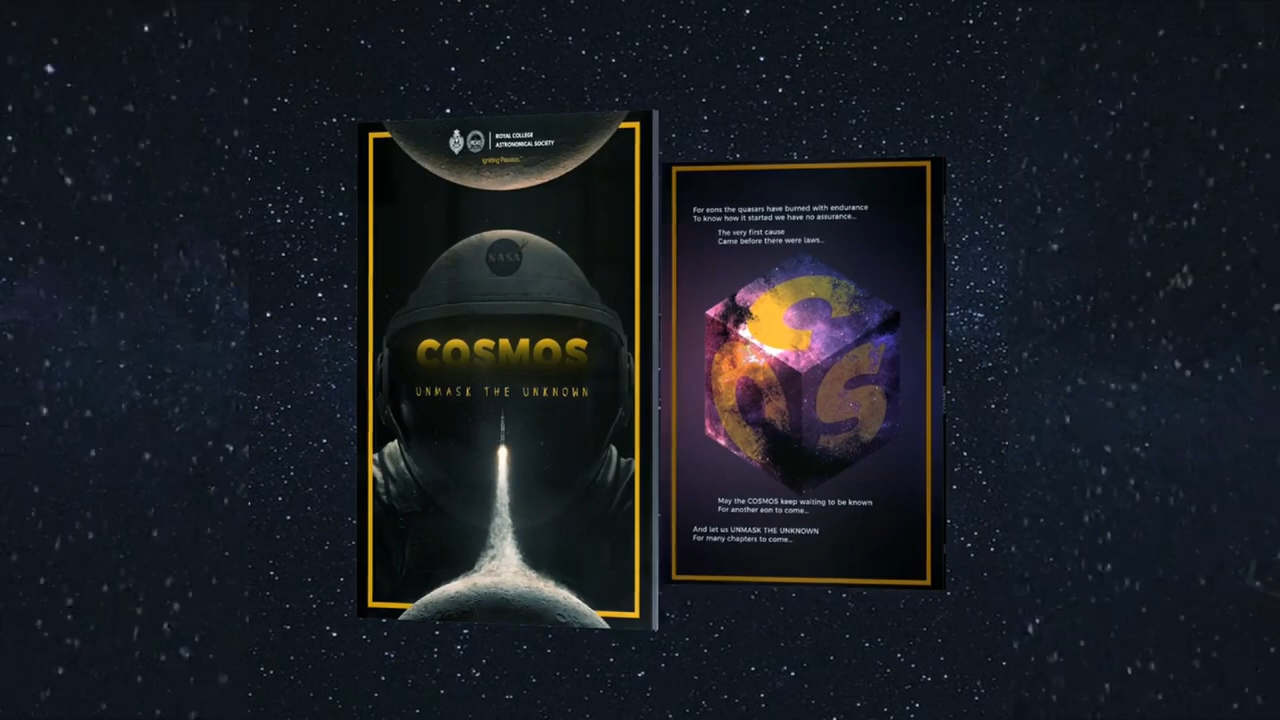 ROYAL COLLEGE
ASTRONOMICAL SOCIETY
Igniting Passion.™
NASA
COSMOS
UNMASK THE UNKNOWN
For eons the quasars have burned with endurance
To know how it started we have no assurance...
The very first cause
Came before there were laws...
C
O S
May the COSMOS keep waiting to be known
For another eon to come...
And let us UNMASK THE UNKNOWN
For many chapters to come...